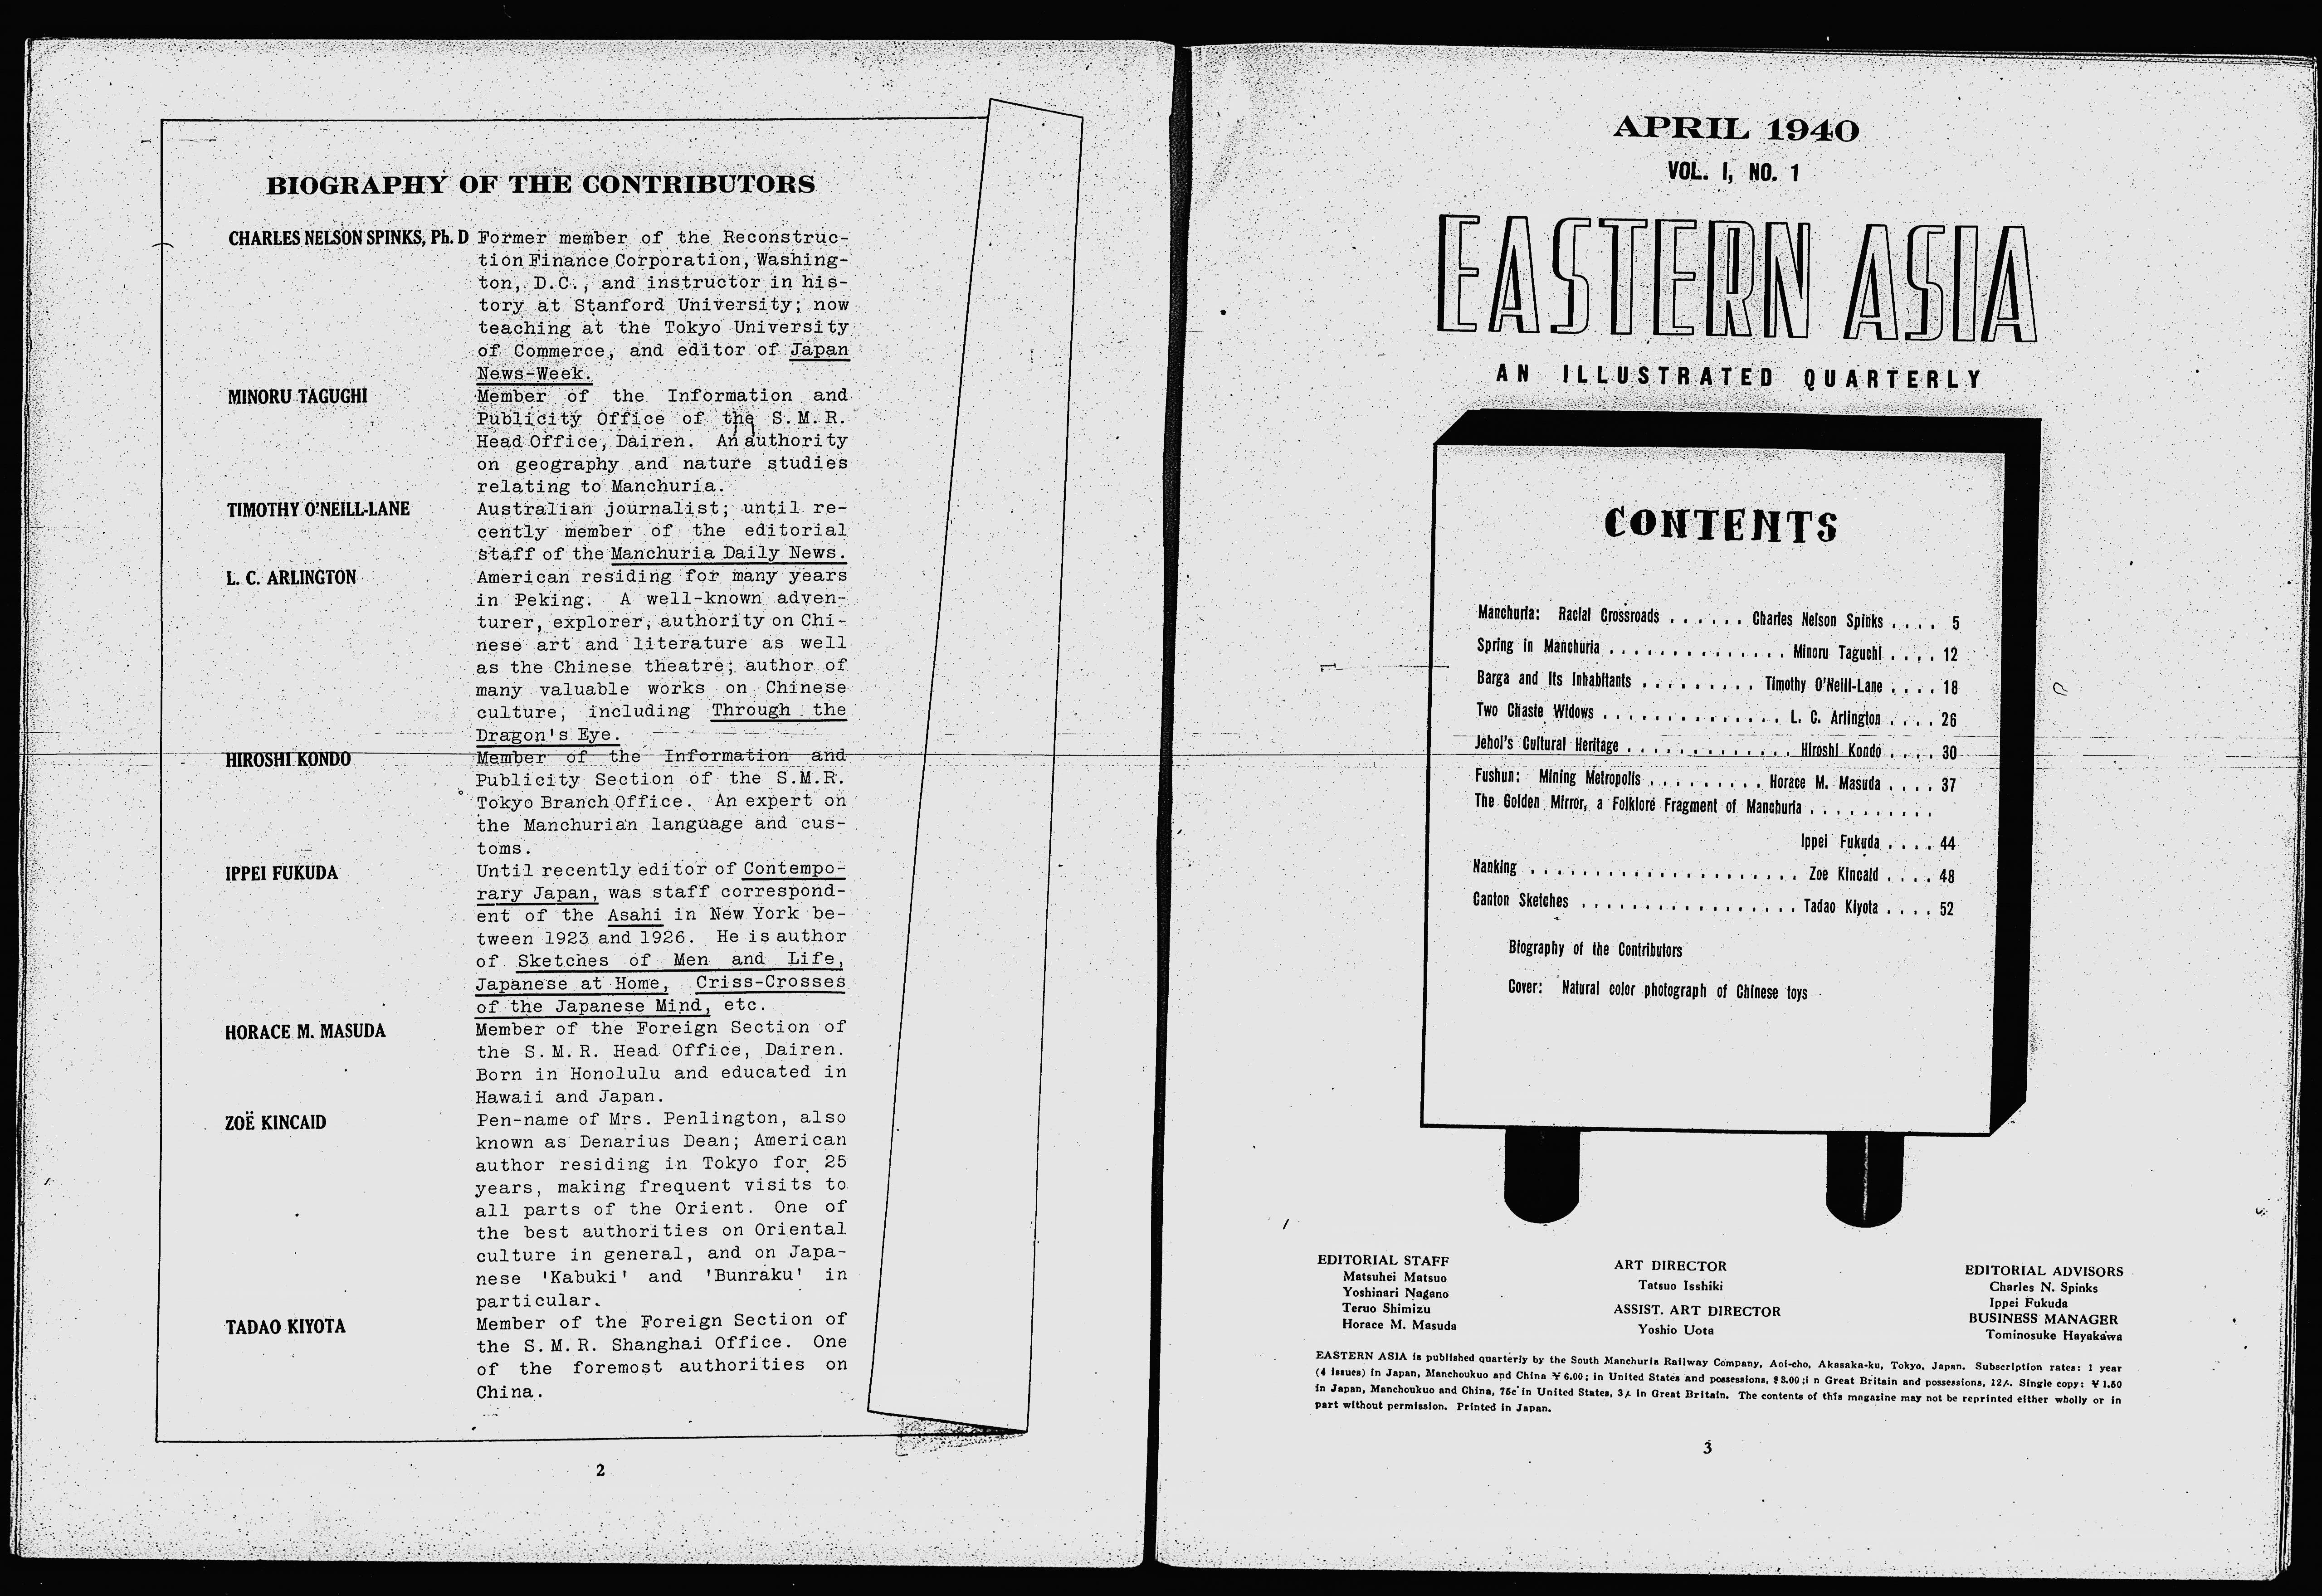 BIOGRAPHY OF THE CONTRIBUTORS
CHARLES NELSON SPINKS, Ph. D Former member of the Reconstruc-
tion Finance Corporation, Washing-
ton, D.C., and instructor in his-
tory at Stanford University; now
teaching at the Tokyo University
of Commerce, and editor of Japan
News-Week.
MINORU TAGUGHI Member of the Information and
Publicity Office of the S.M.R.
Head Office, Dairen. An authority
on geography and nature studies
relating to Manchuria.
TIMOTHY O'NEILL-LANE Australian journalist; until re-
cently member of the editorial
staff of the Manchuria Daily News.
L. C. ARLINGTON American residing for many years
in Peking. A well-known adven-
turer, explorer, authority on Chi-
nese art and literature as well
as the Chinese theatre; author of
many valuable works on Chinese
culture, including Through the
Dragon's Eye.
HIROSHI KONDO Member of the Information and
Publicity Section of the S.M.R.
Tokyo Branch Office. An expert on
the Manchurian language and cus-
toms.
IPPEI FUKUDA Until recently editor of Contempo-
rary Japan, was staff correspond-
ent of the Asahi in New York be-
tween 1923 and 1926. He is author
of Sketches of Men and Life,
Japanese at Home, Criss-Crosses
of the Japanese Mind, etc.
HORACE M. MASUDA Member of the Foreign Section of
the S.M.R. Head Office, Dairen.
Born in Honolulu and educated in
Hawaii and Japan.
ZOË KINCAID Pen-name of Mrs. Penlington, also
known as Denarius Dean; American
author residing in Tokyo for 25
years, making frequent visits to
all parts of the Orient. One of
the best authorities on Oriental
culture in general, and on Japa-
nese 'Kabuki' and 'Bunraku' in
particular.
TADAO KIYOTA Member of the Foreign Section of
the S.M.R. Shanghai Office. One
of the foremost authorities on
China.
2
APRIL 1940
VOL. I, NO. 1
EASTERN ASIA
AN ILLUSTRATED QUARTERLY
CONTENTS
Manchuria: Racial Crossroads . . . . . . Charles Nelson Spinks . . . . 5
Spring in Manchuria . . . . . . . . . . . . . . Minoru Taguchi . . . . 12
Barga and Its Inhabitants . . . . . . . . . Timothy O'Neill-Lane . . . . 18
Two Chaste Widows . . . . . . . . . . . . . . L. C. Arlington . . . . 26
Jehol's Cultural Heritage . . . . . . . . . . . . . Hiroshi Kondo . . . . 30
Fushun: Mining Metropolis . . . . . . . . . Horace M. Masuda . . . . 37
The Golden Mirror, a Folklore Fragment of Manchuria . . . . . . . . . .
Ippei Fukuda . . . . 44
Nanking . . . . . . . . . . . . . . . . . . . . . Zoe Kincaid . . . . 48
Canton Sketches . . . . . . . . . . . . . . . . . Tadao Kiyota . . . . 52
Biography of the Contributors
Cover: Natural color photograph of Chinese toys
EDITORIAL STAFF
Matsuhei Matsuo
Yoshinari Nagano
Teruo Shimizu
Horace M. Masuda
ART DIRECTOR
Tatsuo Isshiki
ASSIST. ART DIRECTOR
Yoshio Uota
EDITORIAL ADVISORS
Charles N. Spinks
Ippei Fukuda
BUSINESS MANAGER
Tominosuke Hayakawa
EASTERN ASIA is published quarterly by the South Manchuria Railway Company, Aoi-cho, Akasaka-ku, Tokyo, Japan. Subscription rates: 1 year
(4 issues) in Japan, Manchoukuo and China ¥ 6.00; in United States and possessions, $3.00;i n Great Britain and possessions, 12/-. Single copy: ¥ 1.50
in Japan, Manchoukuo and China, 75c in United States, 3/- in Great Britain. The contents of this magazine may not be reprinted either wholly or in
part without permission. Printed in Japan.
3